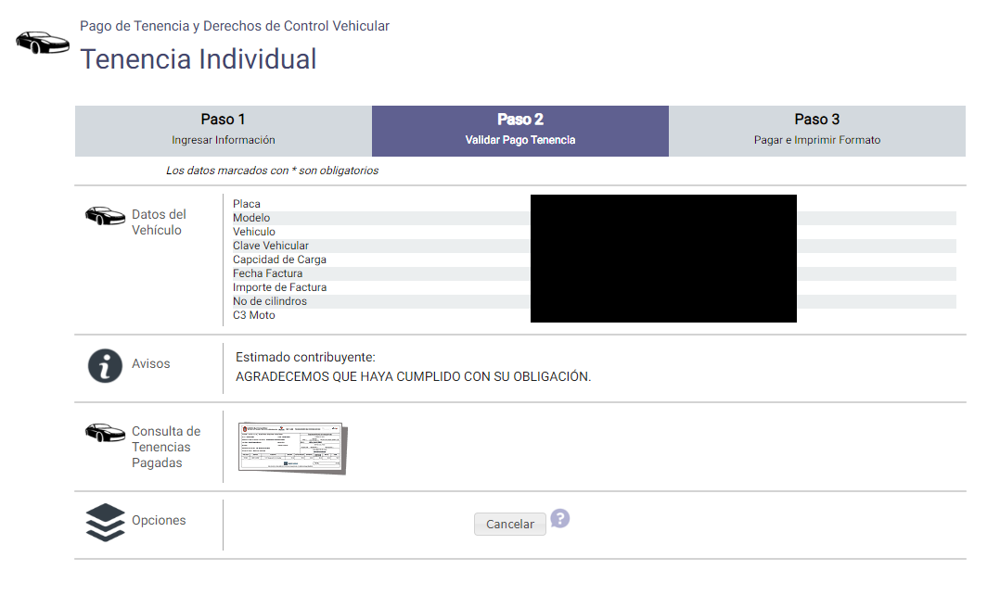 Pago de Tenencia y Derechos de Control Vehicular
Tenencia Individual
Paso 1
Ingresar Información
Paso 2
Validar Pago Tenencia
Paso 3
Pagar e Imprimir Formato
Los datos marcados con * son obligatorios
Datos del
Vehículo
Placa
Modelo
Vehiculo
Clave Vehicular
Capcidad de Carga
Fecha Factura
Importe de Factura
No de cilindros
C3 Moto
Avisos
Estimado contribuyente:
AGRADECEMOS QUE HAYA CUMPLIDO CON SU OBLIGACIÓN.
Consulta de
Tenencias
Pagadas
Opciones
Cancelar
?